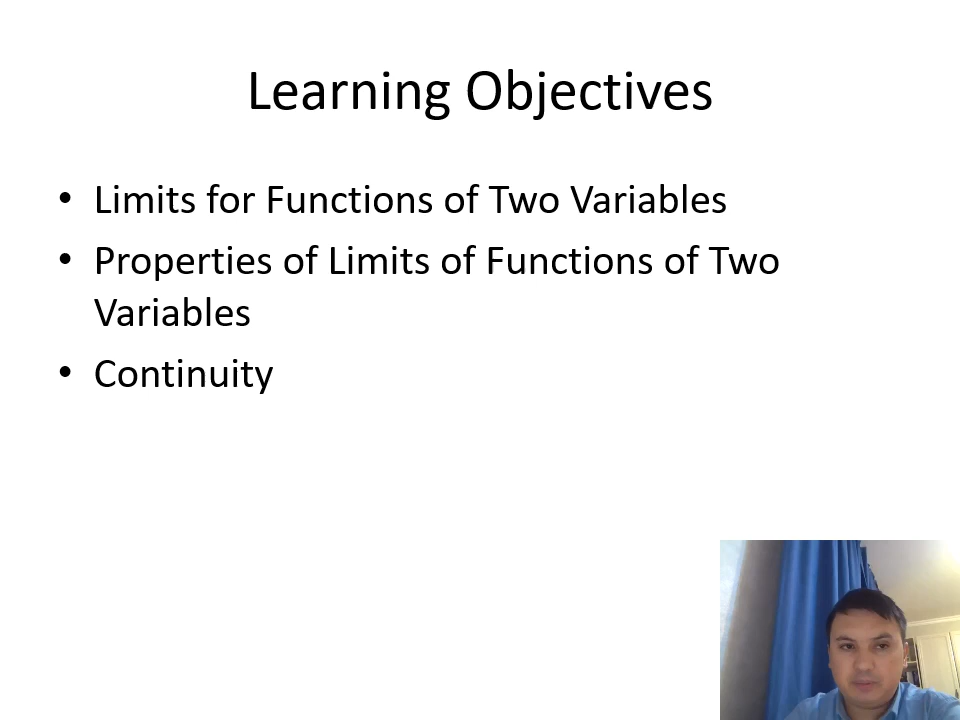 Learning Objectives
• Limits for Functions of Two Variables
• Properties of Limits of Functions of Two
Variables
• Continuity